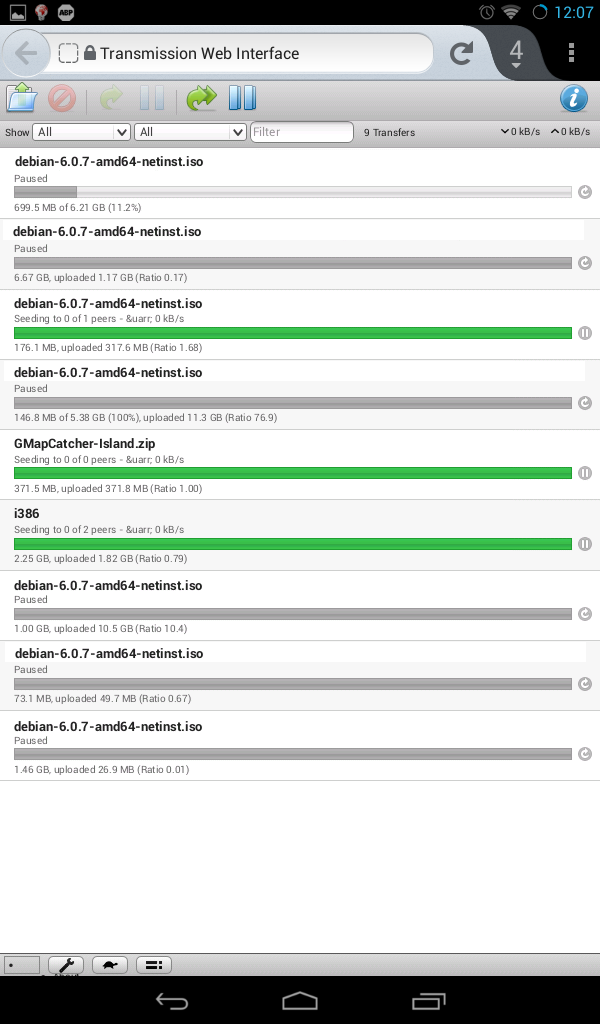 ABP
12:07
Transmission Web Interface
4
Show All All Filter 9 Transfers 0 kB/s 0 kB/s
debian-6.0.7-amd64-netinst.iso
Paused
699.5 MB of 6.21 GB (11.2%)
debian-6.0.7-amd64-netinst.iso
Paused
6.67 GB, uploaded 1.17 GB (Ratio 0.17)
debian-6.0.7-amd64-netinst.iso
Seeding to 0 of 1 peers - &uarr; 0 kB/s
176.1 MB, uploaded 317.6 MB (Ratio 1.68)
debian-6.0.7-amd64-netinst.iso
Paused
146.8 MB of 5.38 GB (100%), uploaded 11.3 GB (Ratio 76.9)
GMapCatcher-Island.zip
Seeding to 0 of 0 peers - &uarr; 0 kB/s
371.5 MB, uploaded 371.8 MB (Ratio 1.00)
i386
Seeding to 0 of 2 peers - &uarr; 0 kB/s
2.25 GB, uploaded 1.82 GB (Ratio 0.79)
debian-6.0.7-amd64-netinst.iso
Paused
1.00 GB, uploaded 10.5 GB (Ratio 10.4)
debian-6.0.7-amd64-netinst.iso
Paused
73.1 MB, uploaded 49.7 MB (Ratio 0.67)
debian-6.0.7-amd64-netinst.iso
Paused
1.46 GB, uploaded 26.9 MB (Ratio 0.01)